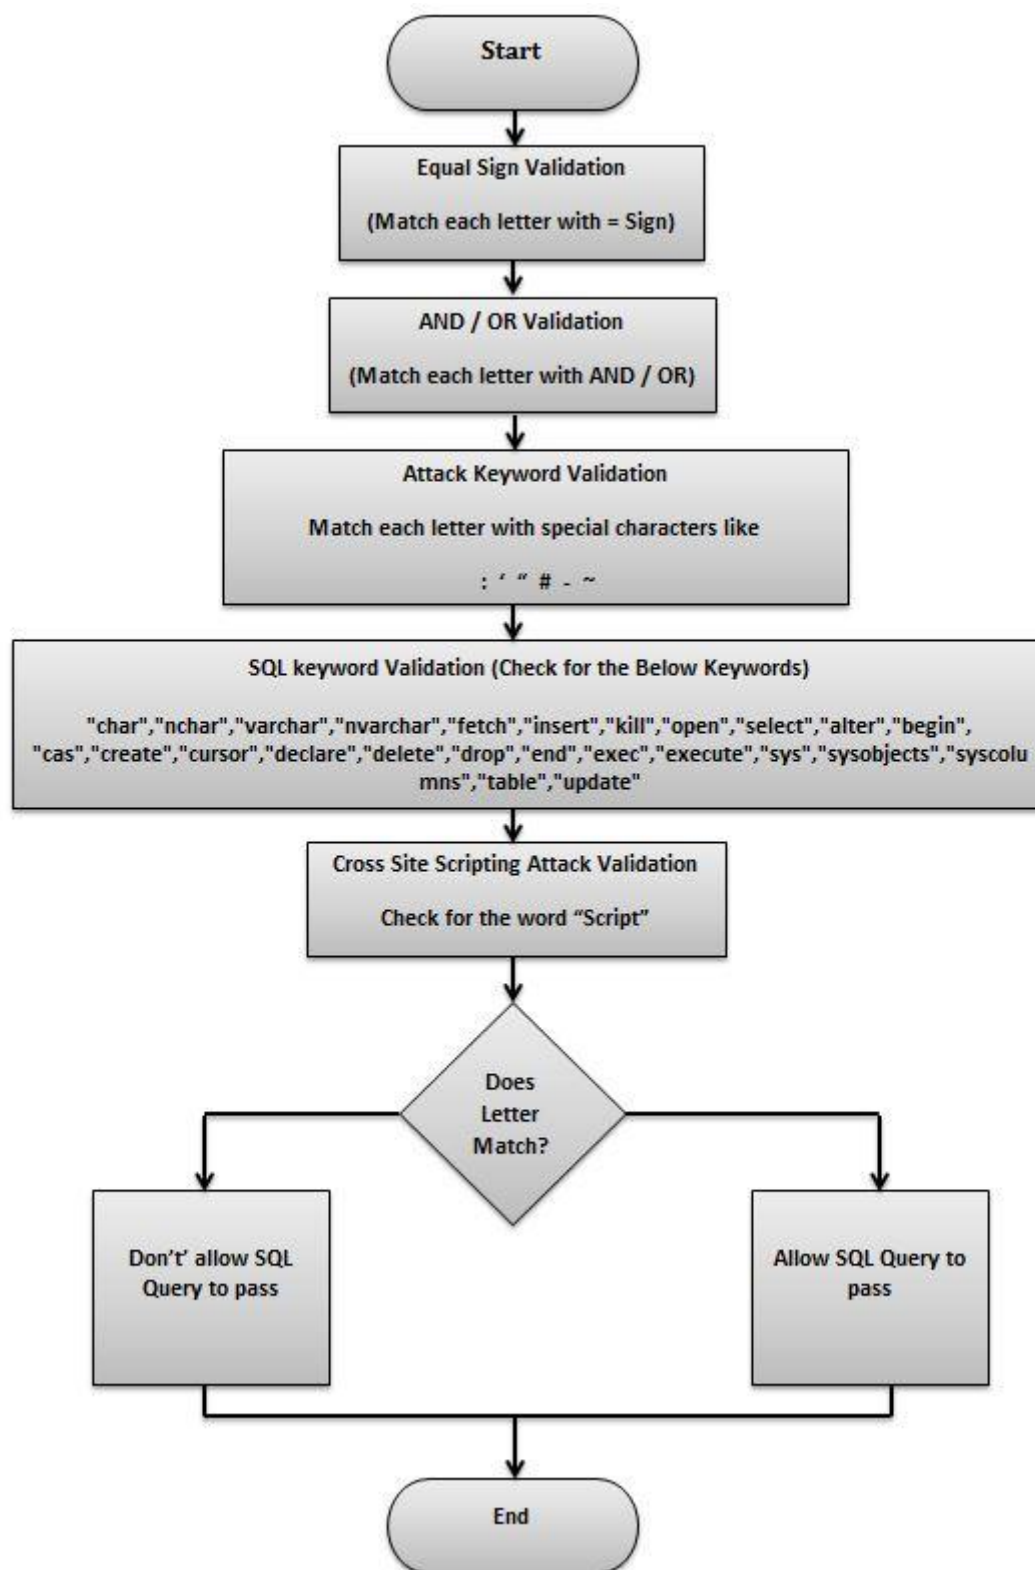 Start
Equal Sign Validation
(Match each letter with = Sign)
AND / OR Validation
(Match each letter with AND / OR)
Attack Keyword Validation
Match each letter with special characters like
: ‘ “ # - ~
SQL keyword Validation (Check for the Below Keywords)
"char","nchar","varchar","nvarchar","fetch","insert","kill","open","select","alter","begin",
"cas","create","cursor","declare","delete","drop","end","exec","execute","sys","sysobjects","syscolu
mns","table","update"
Cross Site Scripting Attack Validation
Check for the word “Script”
Does
Letter
Match?
Don’t’ allow SQL
Query to pass
Allow SQL Query to
pass
End